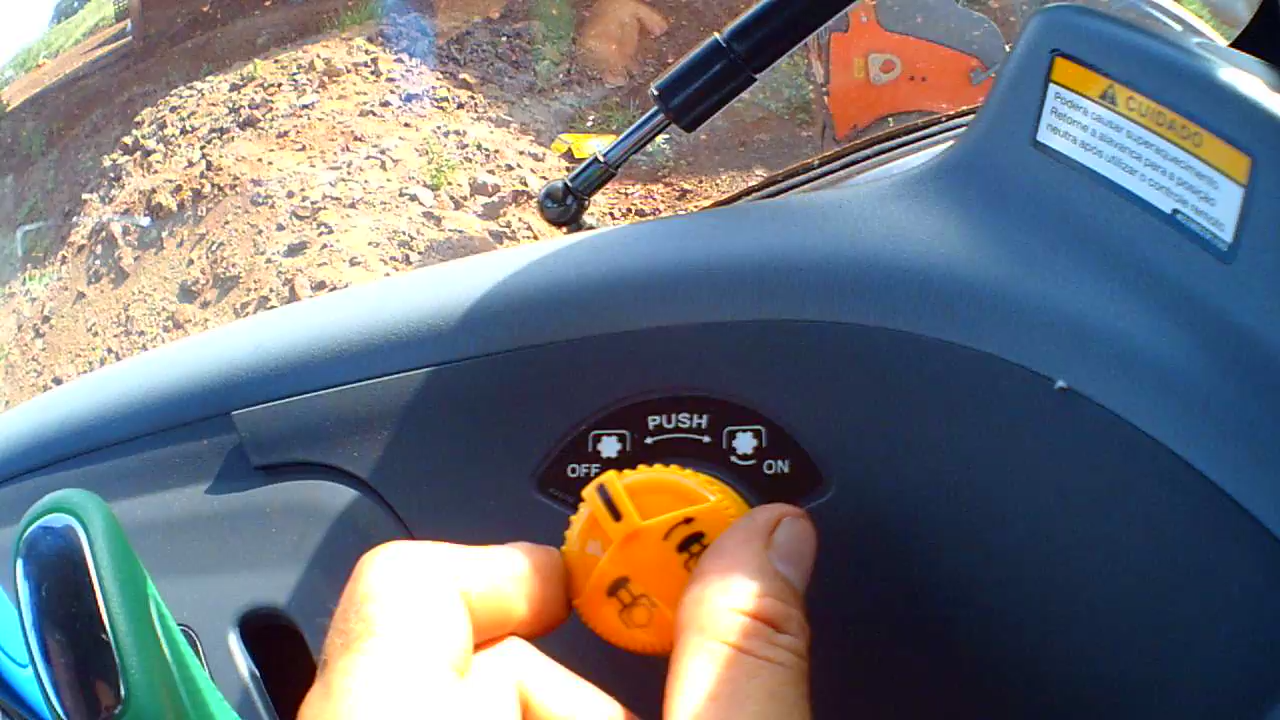 CUIDADO
Poderá causar superaquecimento
Retorne a alavanca para a posição
neutra após utilizar o controle remoto
PUSH
OFF
ON